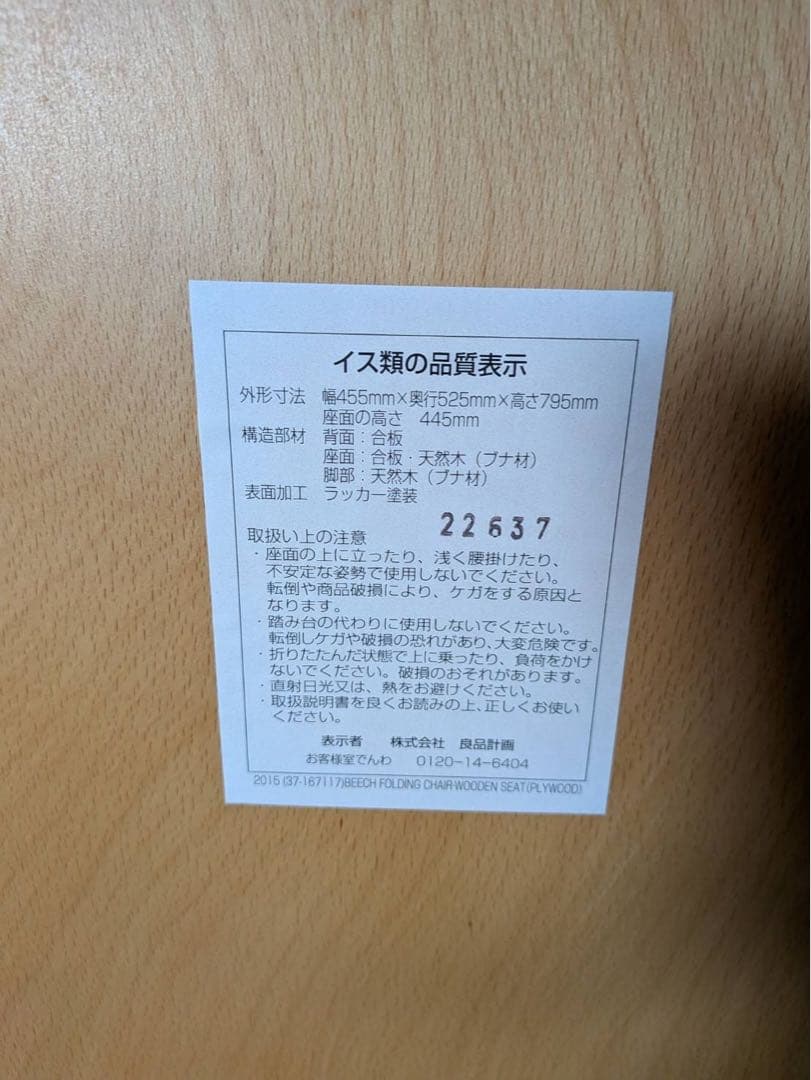 イス類の品質表示
外形寸法 幅455mm×奥行525mm×高さ795mm
座面の高さ 445mm
構造部材 背面：合板
座面：合板・天然木（ブナ材）
脚部：天然木（ブナ材）
表面加工 ラッカー塗装
22637
取扱い上の注意
・座面の上に立ったり、浅く腰掛けたり、
不安定な姿勢で使用しないでください。
転倒や商品破損により、ケガをする原因と
なります。
・踏み台の代わりに使用しないでください。
転倒しケガや破損の恐れがあり、大変危険です。
・折りたたんだ状態で上に乗ったり、負荷をかけ
ないでください。破損のおそれがあります。
・直射日光又は、熱をお避けください。
・取扱説明書を良くお読みの上、正しくお使い
ください。
表示者 株式会社 良品計画
お客様室でんわ 0120-14-6404
2015 (37-167117)BEECH FOLDING CHAIR-WOODEN SEAT(PLYWOOD)